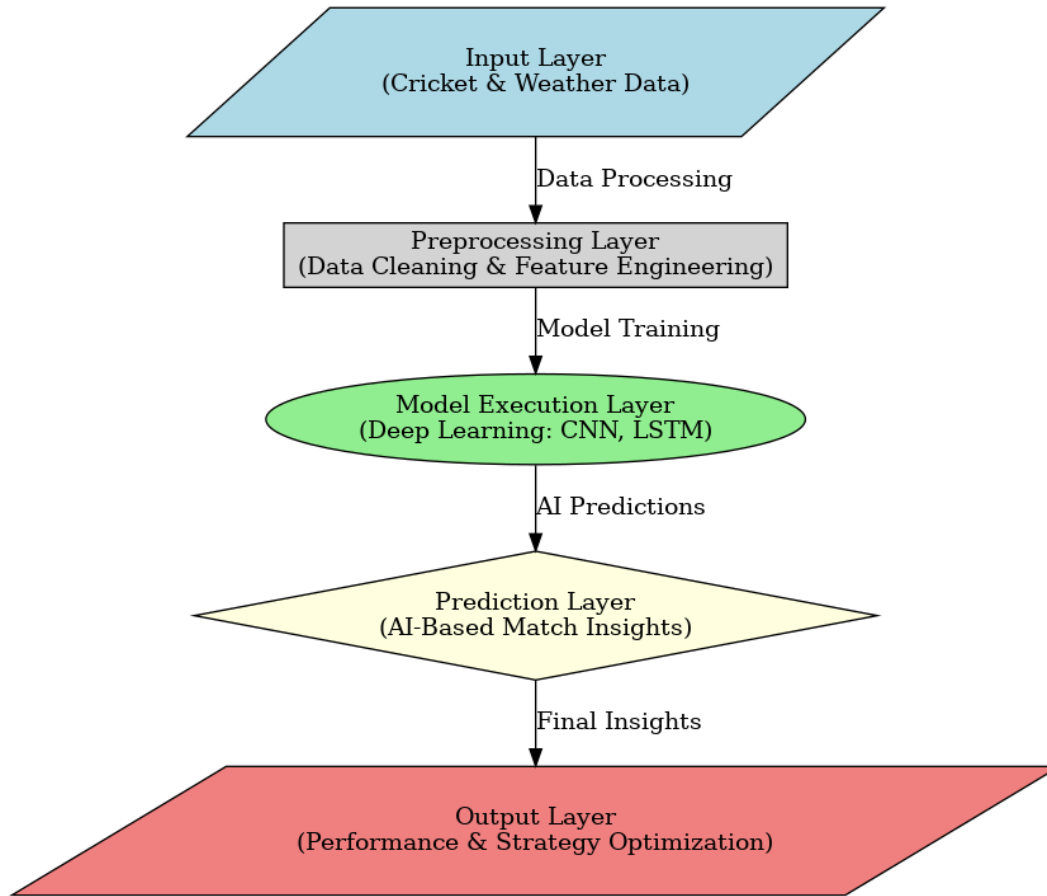 Input Layer
(Cricket & Weather Data)
Data Processing
Preprocessing Layer
(Data Cleaning & Feature Engineering)
Model Training
Model Execution Layer
(Deep Learning: CNN, LSTM)
AI Predictions
Prediction Layer
(AI-Based Match Insights)
Final Insights
Output Layer
(Performance & Strategy Optimization)